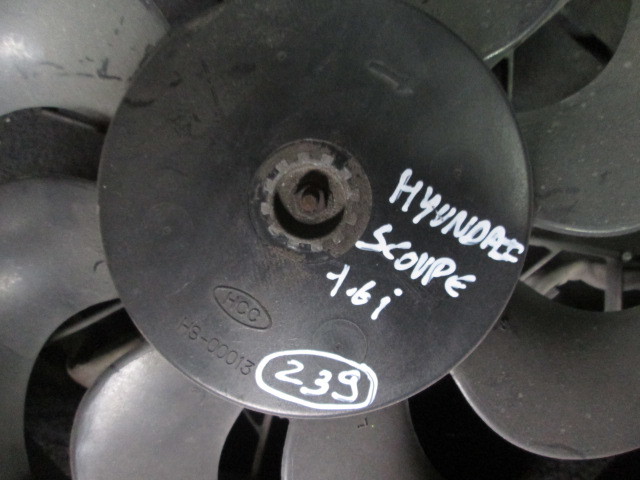 HYUNDAI
SCOUPE
1.6i
HCC
H8-00013
239